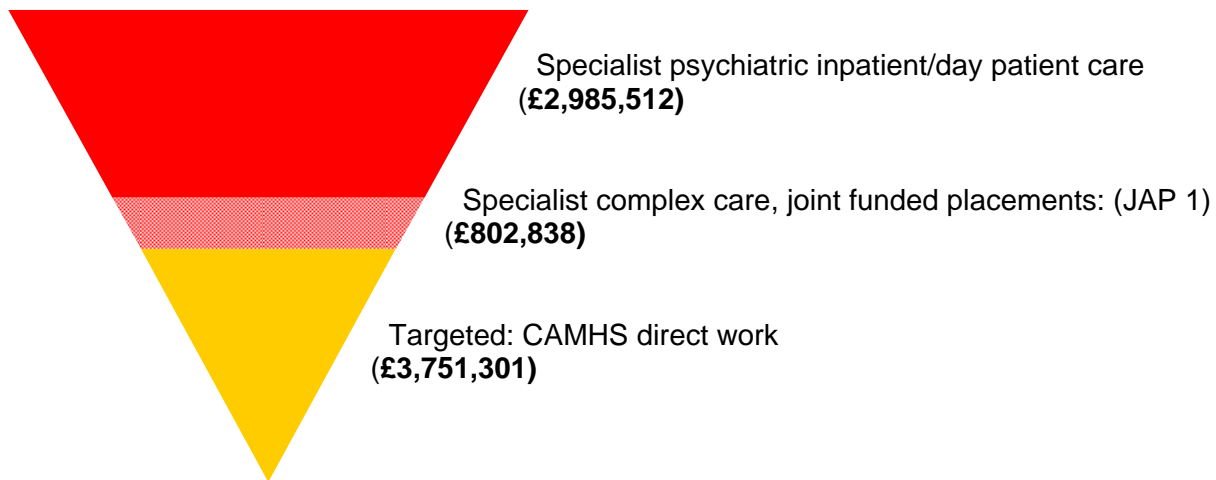 Specialist psychiatric inpatient/day patient care
(£2,985,512)
Specialist complex care, joint funded placements: (JAP 1)
(£802,838)
Targeted: CAMHS direct work
(£3,751,301)